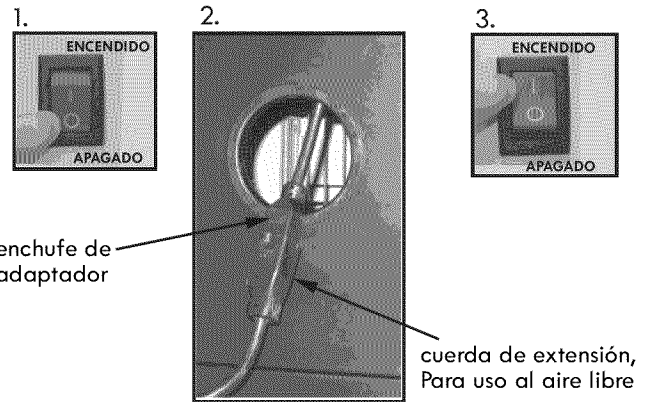 1.
ENCENDIDO
APAGADO
2.
enchufe de
adaptador
cuerda de extensión,
Para uso al aire libre
3.
ENCENDIDO
APAGADO